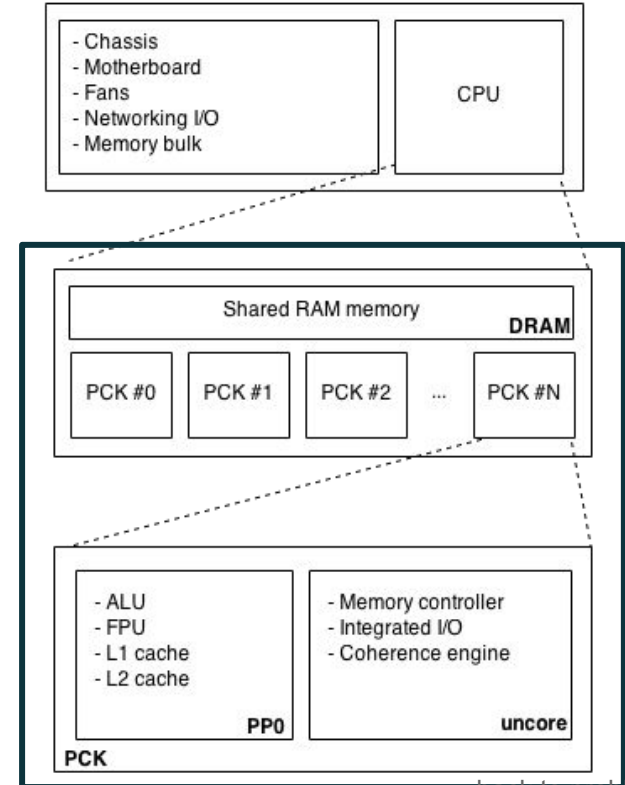 - Chassis
- Motherboard
- Fans
- Networking I/O
- Memory bulk
CPU
Shared RAM memory
DRAM
PCK #0
PCK #1
PCK #2
...
PCK #N
- ALU
- FPU
- L1 cache
- L2 cache
PP0
- Memory controller
- Integrated I/O
- Coherence engine
uncore
PCK